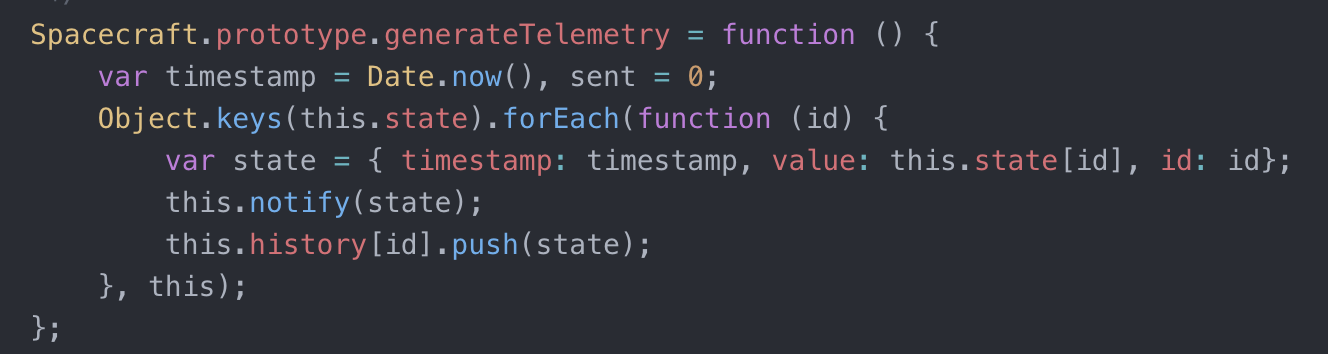 Spacecraft.prototype.generateTelemetry = function () {
    var timestamp = Date.now(), sent = 0;
    Object.keys(this.state).forEach(function (id) {
        var state = { timestamp: timestamp, value: this.state[id], id: id};
        this.notify(state);
        this.history[id].push(state);
    }, this);
};